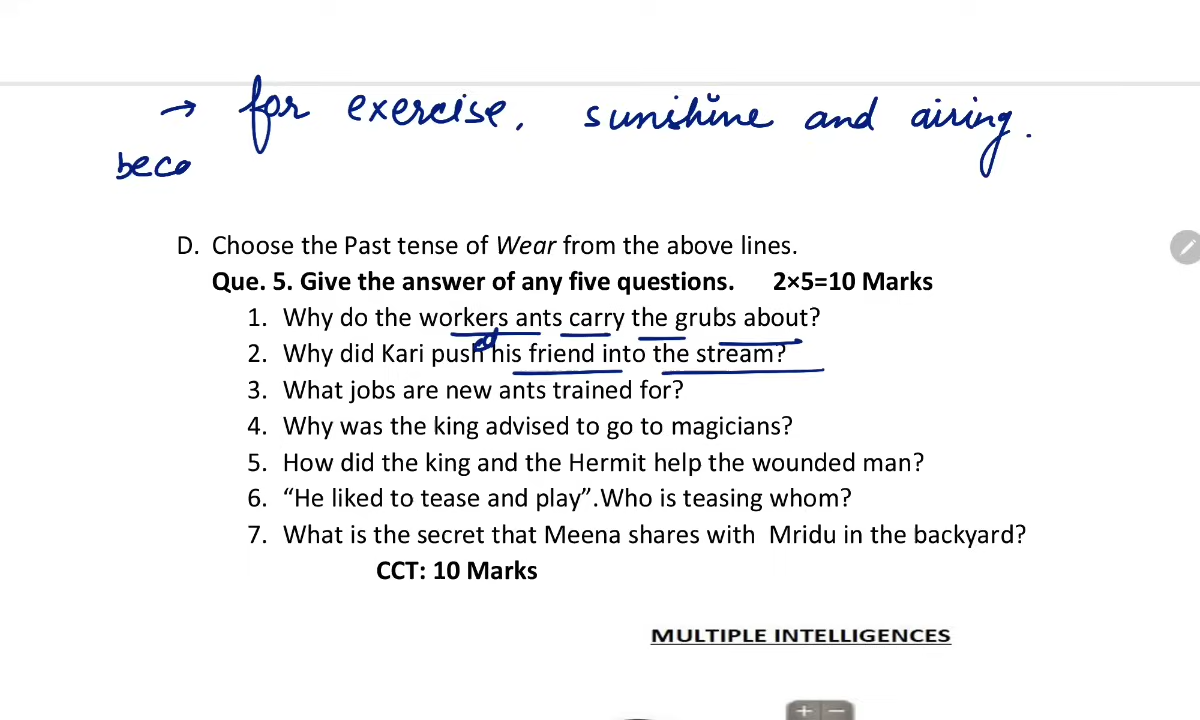 → for exercise, sunshine and airing.
beco
D. Choose the Past tense of Wear from the above lines.
Que. 5. Give the answer of any five questions. 2×5=10 Marks
1. Why do the workers ants carry the grubs about?
2. Why did Kari pushed his friend into the stream?
3. What jobs are new ants trained for?
4. Why was the king advised to go to magicians?
5. How did the king and the Hermit help the wounded man?
6. “He liked to tease and play”.Who is teasing whom?
7. What is the secret that Meena shares with Mridu in the backyard?
CCT: 10 Marks
MULTIPLE INTELLIGENCES